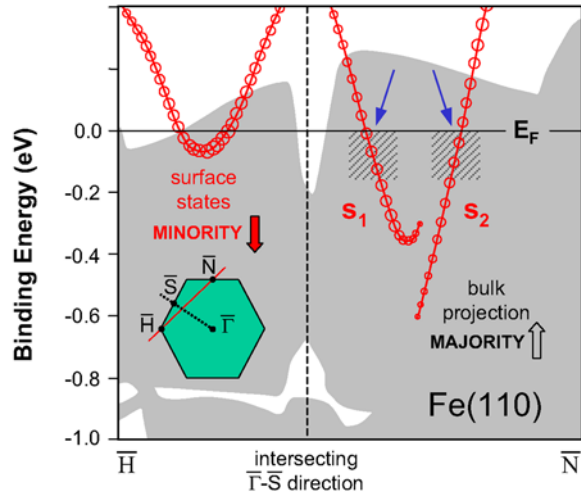 Binding Energy (eV)
0.0
-0.2
-0.4
-0.6
-0.8
-1.0
E_F
surface
states
MINORITY
S₁
S₂
N̅
S̅
H̅
Γ̅
bulk
projection
MAJORITY
Fe(110)
H̅
intersecting
Γ̅-S̅ direction
N̅